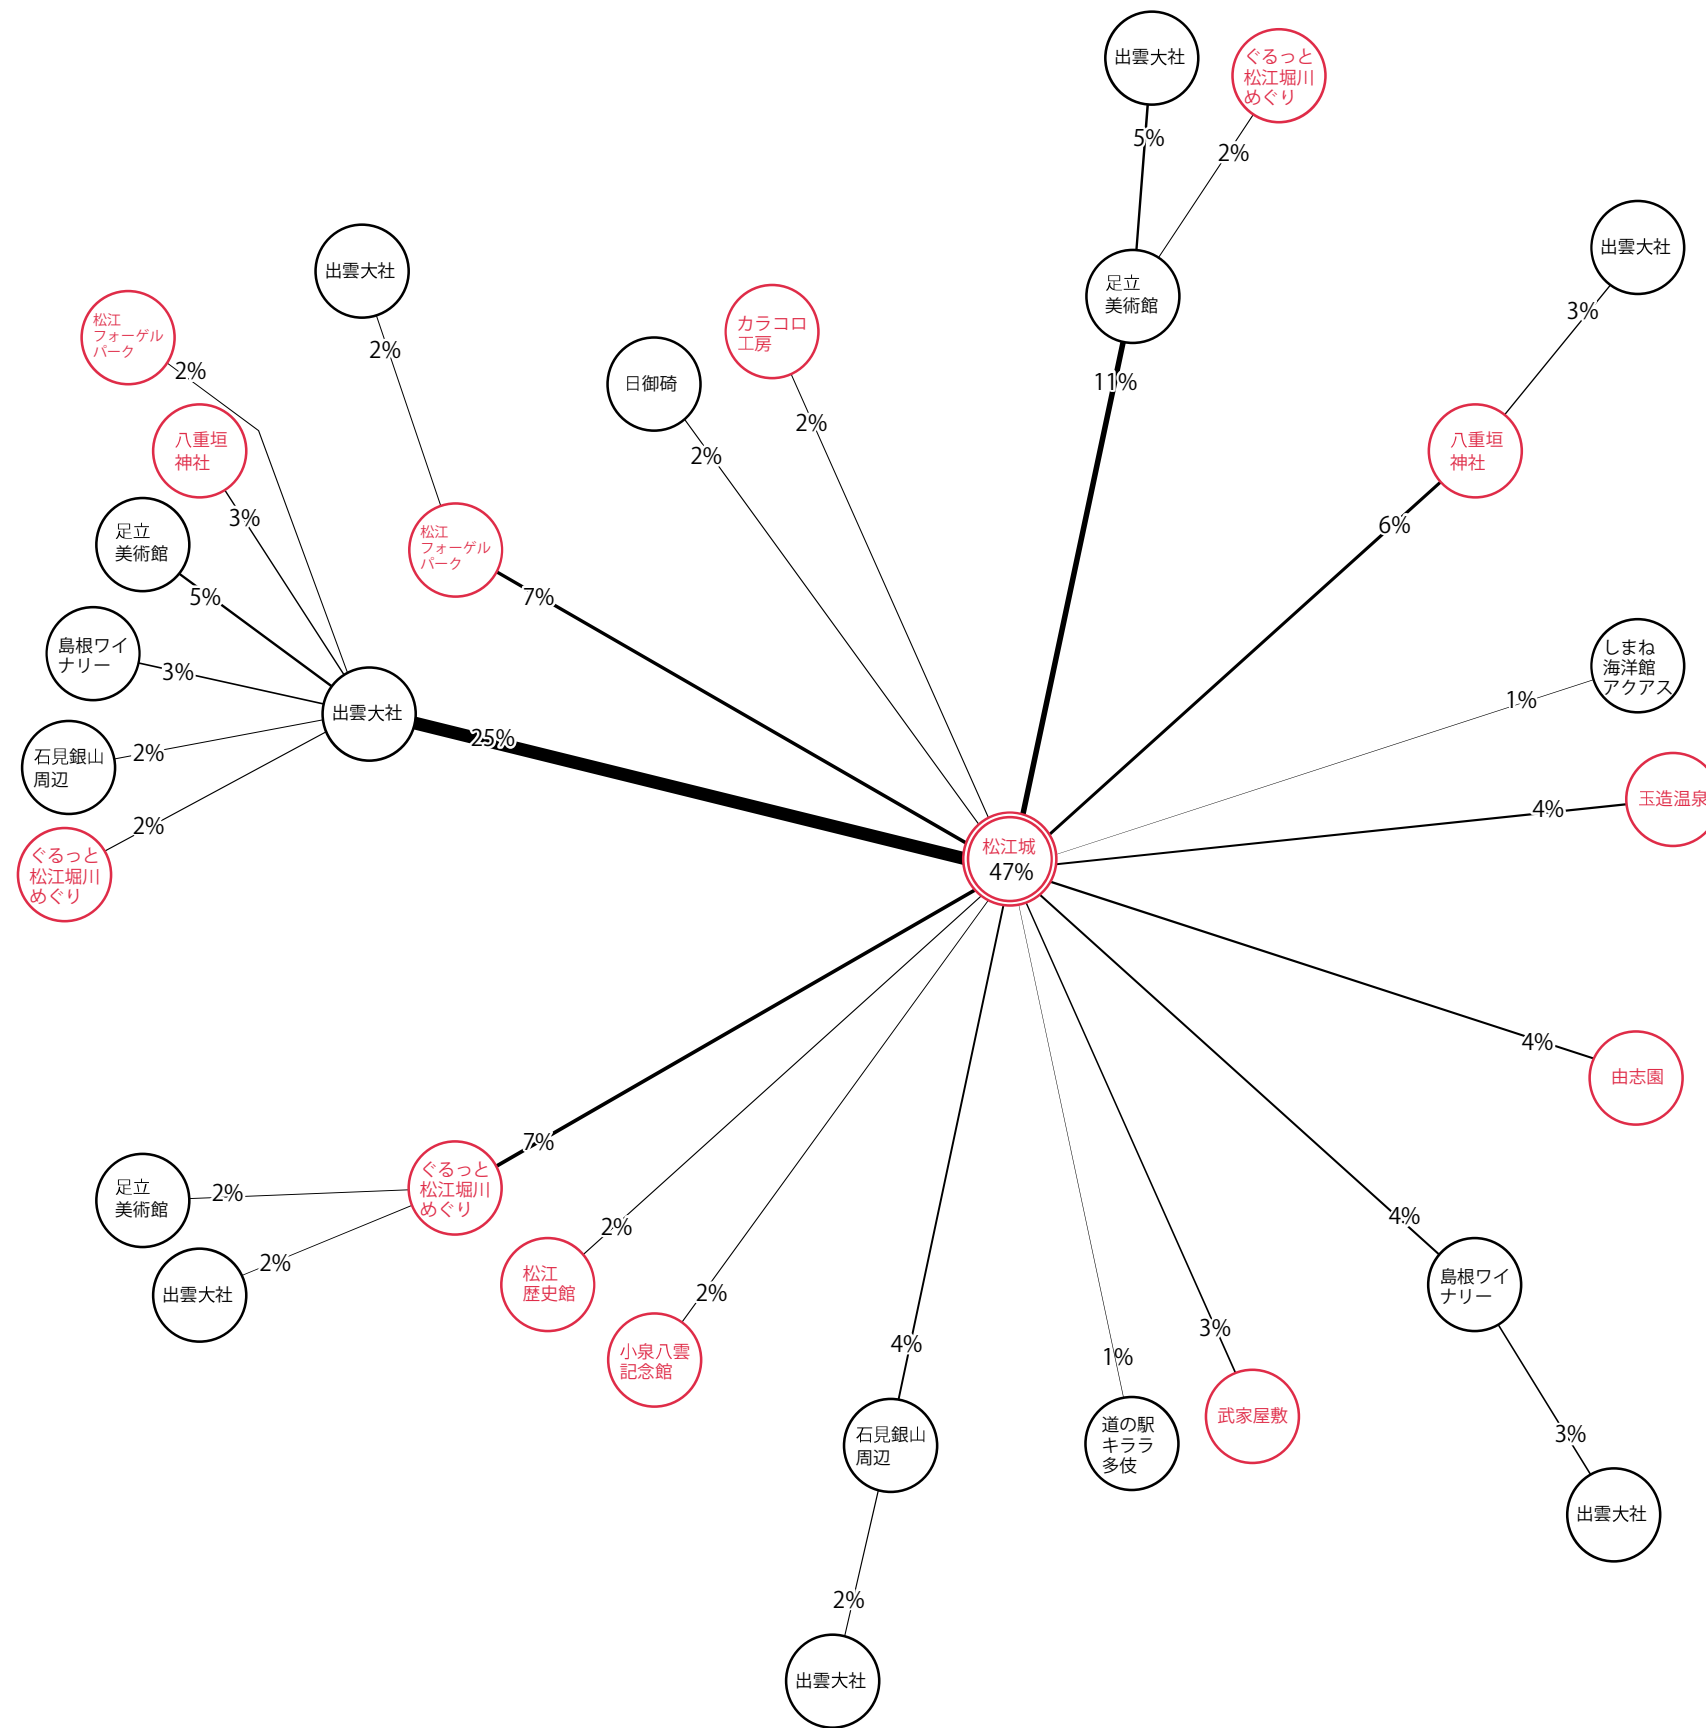 出雲大社
ぐるっと
松江堀川
めぐり
5%
2%
出雲大社
3%
足立
美術館
11%
八重垣
神社
6%
出雲大社
2%
松江
フォーゲル
パーク
2%
八重垣
神社
3%
足立
美術館
5%
島根ワイ
ナリー
3%
石見銀山
周辺
2%
ぐるっと
松江堀川
めぐり
2%
出雲大社
25%
松江
フォーゲル
パーク
7%
日御碕
2%
カラコロ
工房
2%
しまね
海洋館
アクアス
1%
玉造温泉
4%
松江城
47%
由志園
4%
4%
島根ワイ
ナリー
3%
出雲大社
3%
武家屋敷
1%
道の駅
キララ
多伎
4%
石見銀山
周辺
2%
出雲大社
2%
小泉八雲
記念館
2%
松江
歴史館
7%
ぐるっと
松江堀川
めぐり
2%
足立
美術館
2%
出雲大社